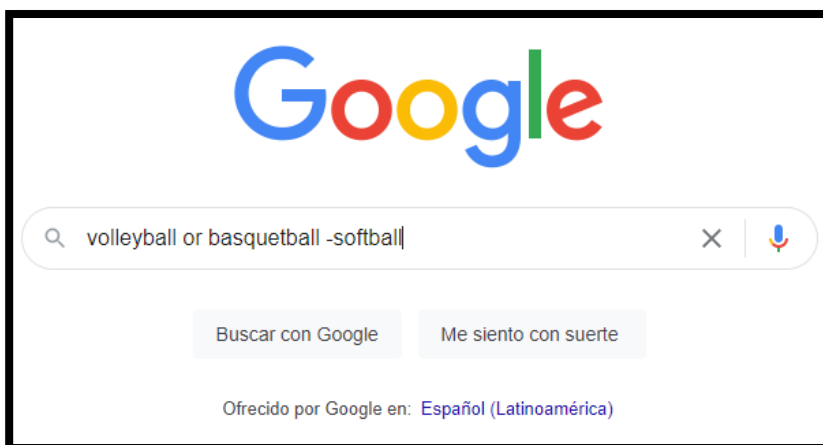 Google
volleyball or basquetball -softball
Buscar con Google Me siento con suerte
Ofrecido por Google en: Español (Latinoamérica)